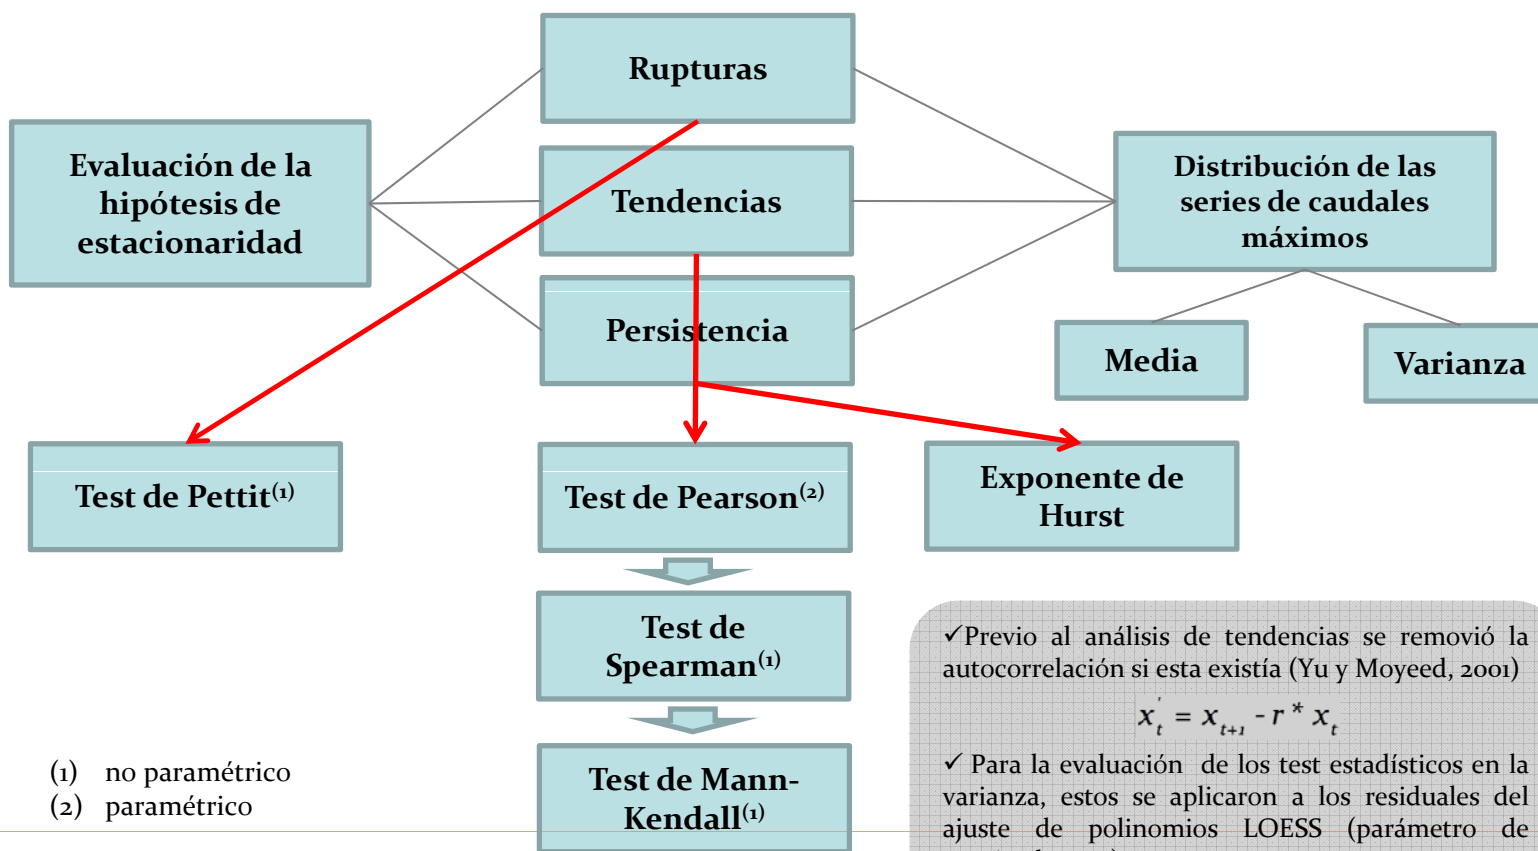 Rupturas
Evaluación de la
hipótesis de
estacionaridad
Tendencias
Persistencia
Distribución de las
series de caudales
máximos
Media
Varianza
Test de Pettit(1)
Test de Pearson(2)
Exponente de
Hurst
Test de
Spearman(1)
Test de Mann-
Kendall(1)
(1) no paramétrico
(2) paramétrico
✓Previo al análisis de tendencias se removió la
autocorrelación si esta existía (Yu y Moyeed, 2001)
x't = xt+1 - r * xt
✓ Para la evaluación de los test estadísticos en la
varianza, estos se aplicaron a los residuales del
ajuste de polinomios LOESS (parámetro de